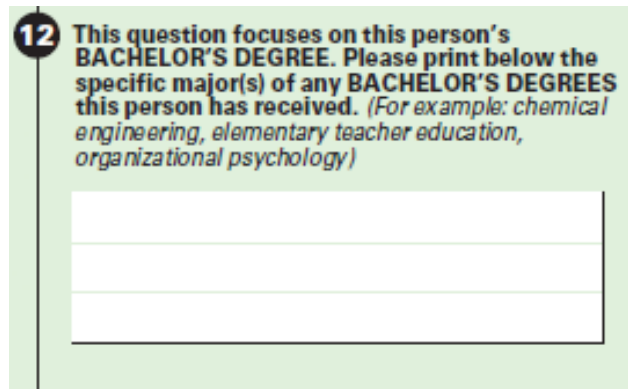 12 This question focuses on this person's
BACHELOR'S DEGREE. Please print below the
specific major(s) of any BACHELOR'S DEGREES
this person has received. (For example: chemical
engineering, elementary teacher education,
organizational psychology)